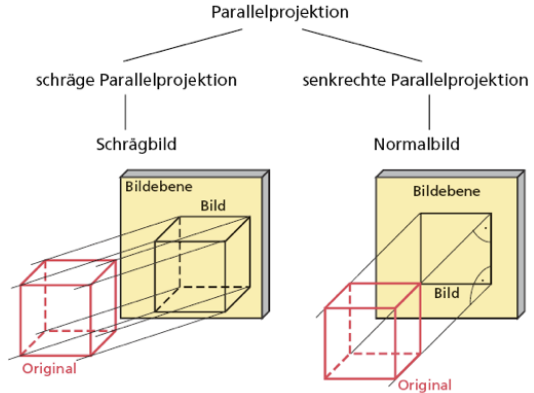 Parallelprojektion
schräge Parallelprojektion
senkrechte Parallelprojektion
Schrägbild
Normalbild
Bildebene
Bild
Original
Bildebene
Bild
Original